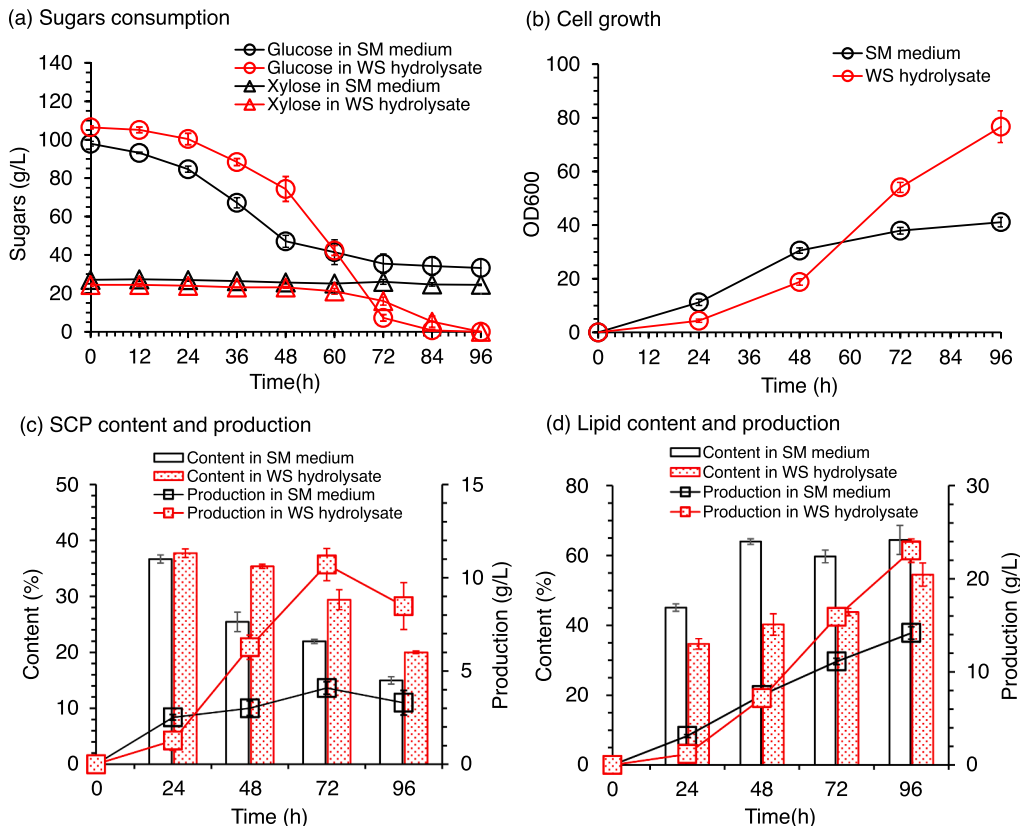 (a) Sugars consumption
Glucose in SM medium
Glucose in WS hydrolysate
Xylose in SM medium
Xylose in WS hydrolysate
Sugars (g/L)
140
120
100
80
60
40
20
0
0 12 24 36 48 60 72 84 96
Time(h)
(b) Cell growth
SM medium
WS hydrolysate
OD600
100
80
60
40
20
0
0 12 24 36 48 60 72 84 96
Time (h)
(c) SCP content and production
Content in SM medium
Content in WS hydrolysate
Production in SM medium
Production in WS hydrolysate
Content (%)
50
40
30
20
10
0
15
10
5
0
Production (g/L)
0 24 48 72 96
Time (h)
(d) Lipid content and production
Content in SM medium
Content in WS hydrolysate
Production in SM medium
Production in WS hydrolysate
Content (%)
80
60
40
20
0
30
20
10
0
Production (g/L)
0 24 48 72 96
Time(h)